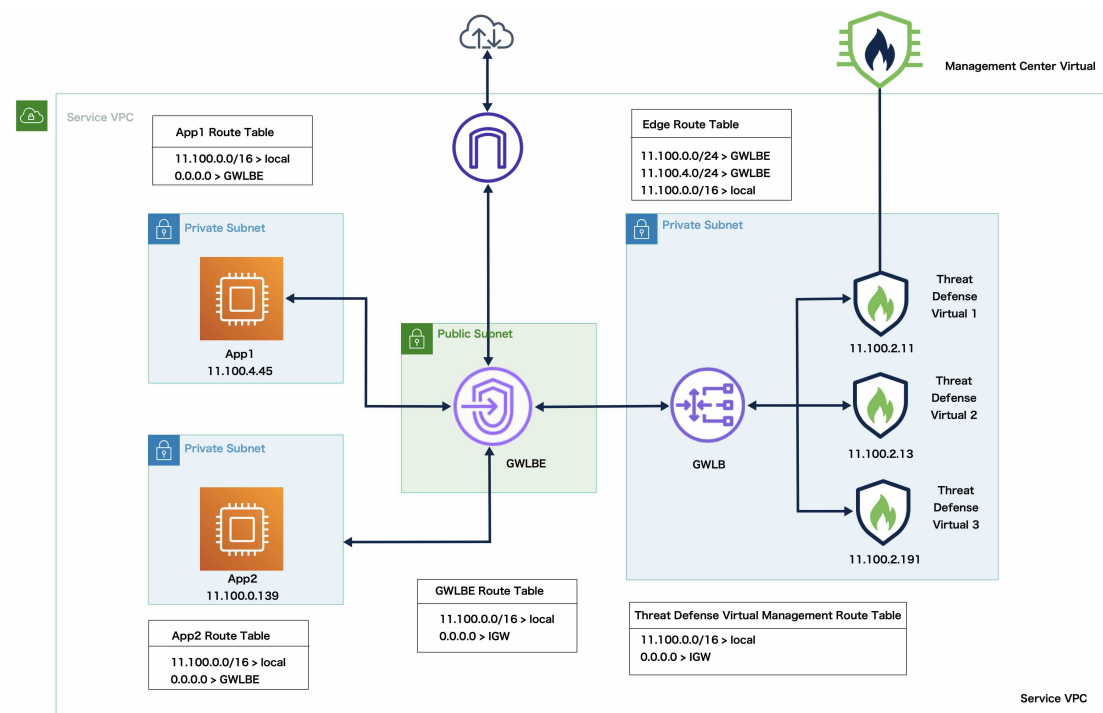 Management Center Virtual
Service VPC
App1 Route Table
11.100.0.0/16 > local
0.0.0.0 > GWLBE
Edge Route Table
11.100.0.0/24 > GWLBE
11.100.4.0/24 > GWLBE
11.100.0.0/16 > local
Private Subnet
App1
11.100.4.45
Public Subnet
GWLBE
Private Subnet
GWLB
Threat
Defense
Virtual 1
11.100.2.11
Threat
Defense
Virtual 2
11.100.2.13
Threat
Defense
Virtual 3
11.100.2.191
Private Subnet
App2
11.100.0.139
App2 Route Table
11.100.0.0/16 > local
0.0.0.0 > GWLBE
GWLBE Route Table
11.100.0.0/16 > local
0.0.0.0 > IGW
Threat Defense Virtual Management Route Table
11.100.0.0/16 > local
0.0.0.0 > IGW
Service VPC